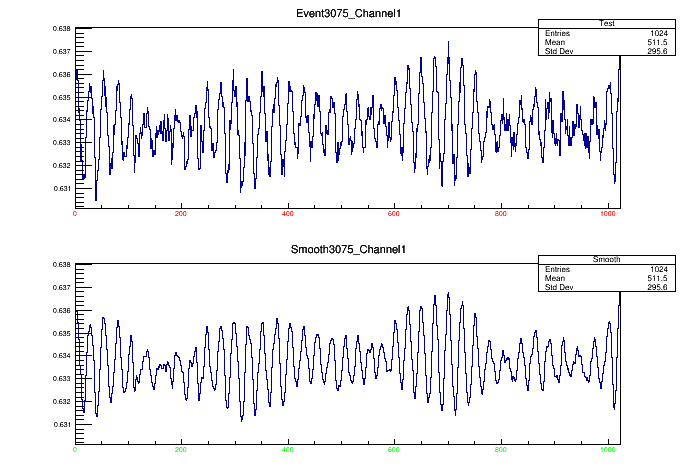 Event3075_Channel1
Test
Entries 1024
Mean 511.5
Std Dev 295.6
0.638
0.637
0.636
0.635
0.634
0.633
0.632
0.631
0 200 400 600 800 1000
Smooth3075_Channel1
Smooth
Entries 1024
Mean 511.5
Std Dev 295.6
0.638
0.637
0.636
0.635
0.634
0.633
0.632
0.631
0 200 400 600 800 1000